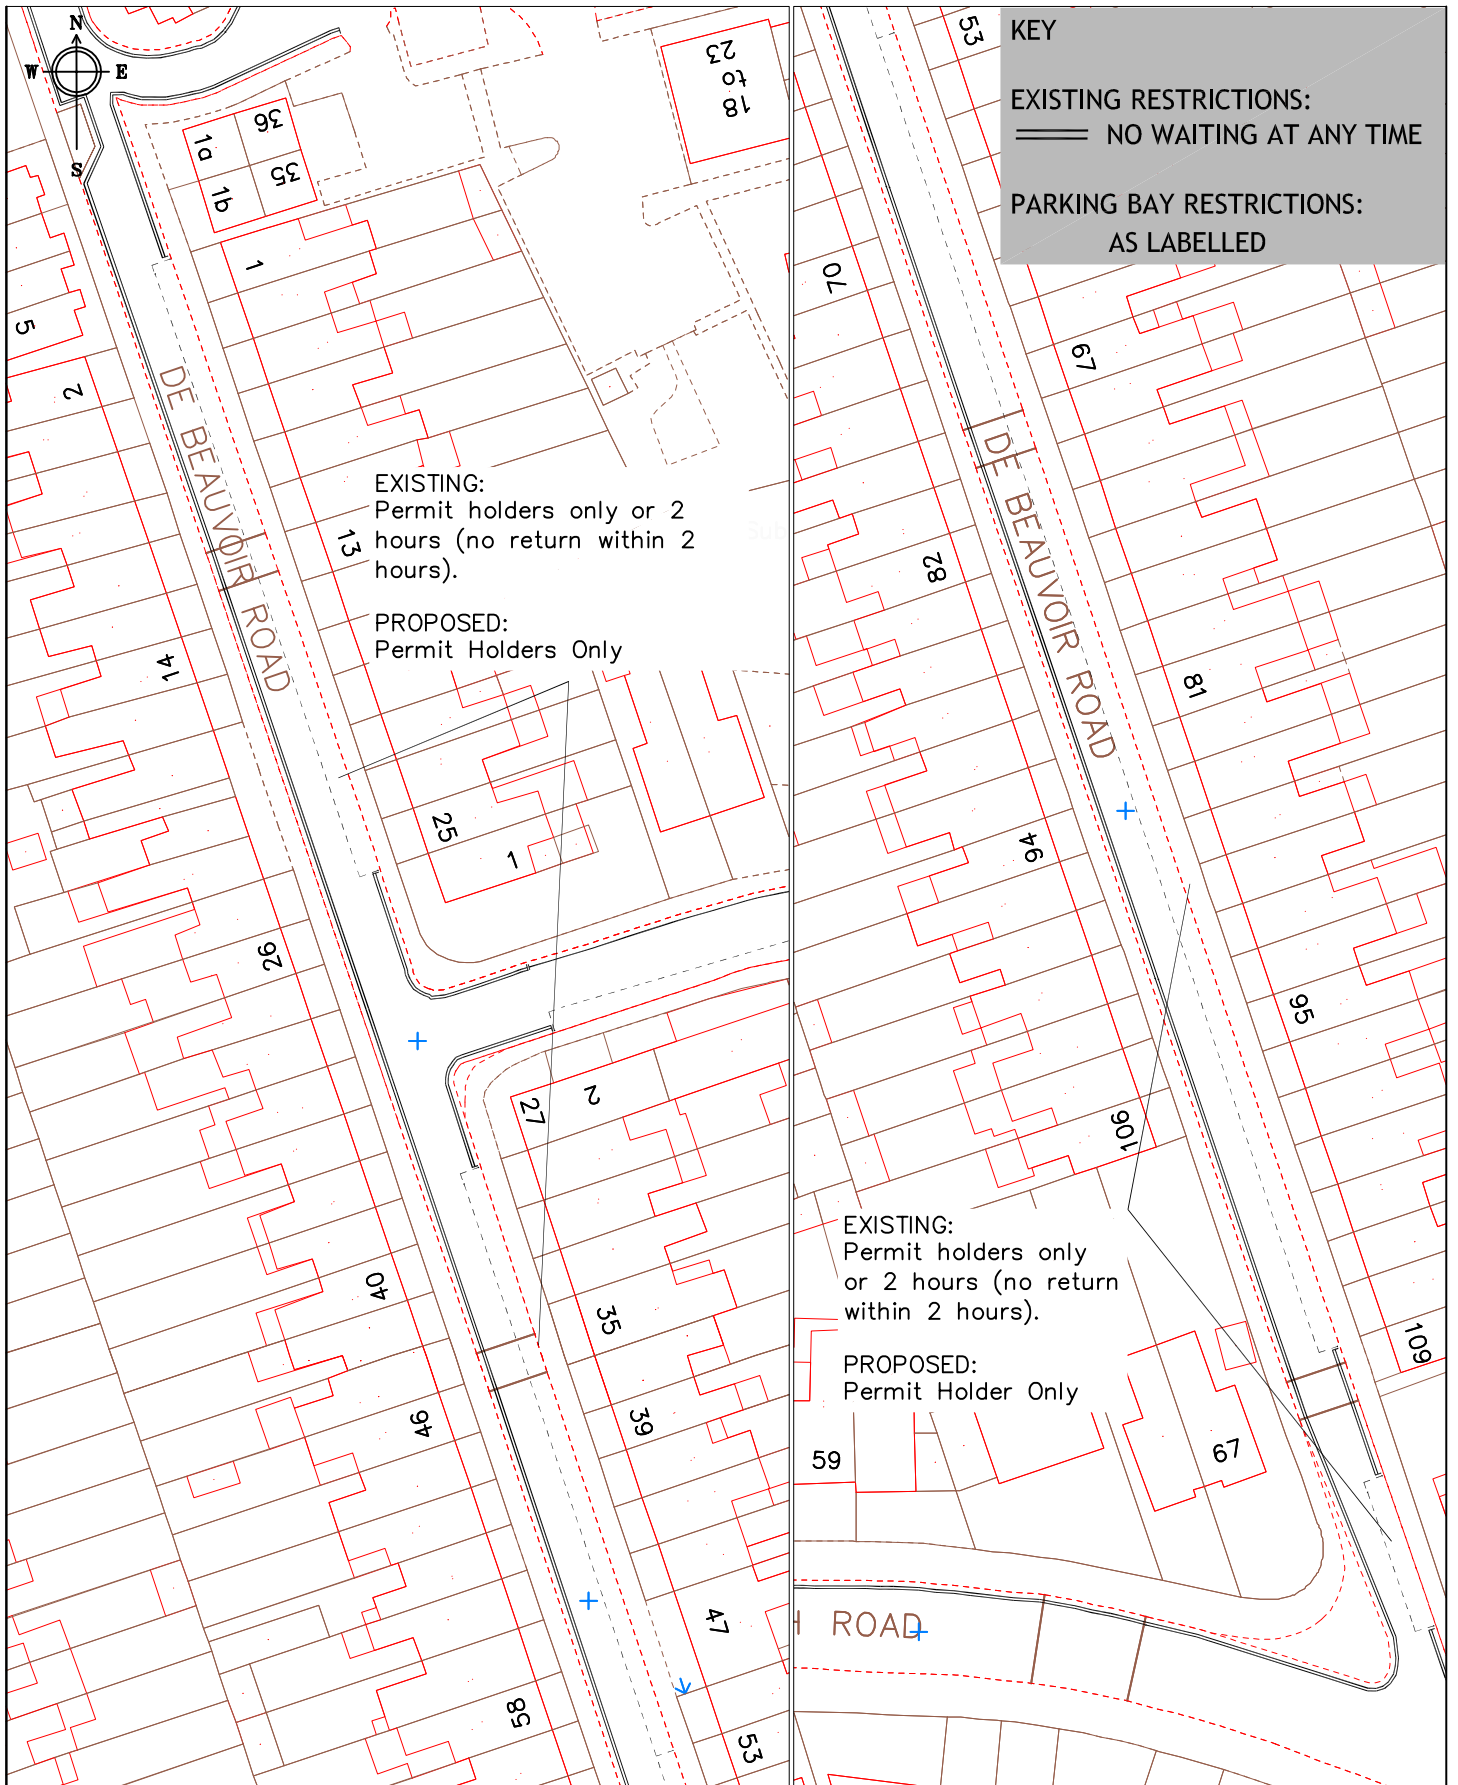 N
W E
S
1a
36
1b
35
23
to
18
1
5
2
DE BEAUVOIR ROAD
EXISTING:
Permit holders only or 2
hours (no return within 2
hours).
PROPOSED:
Permit Holders Only
13
14
25
1
26
27
2
40
35
46
39
47
58
53
KEY
EXISTING RESTRICTIONS:
NO WAITING AT ANY TIME
PARKING BAY RESTRICTIONS:
AS LABELLED
53
70
67
DE BEAUVOIR ROAD
82
81
94
95
106
EXISTING:
Permit holders only
or 2 hours (no return
within 2 hours).
PROPOSED:
Permit Holder Only
109
59
67
H ROAD